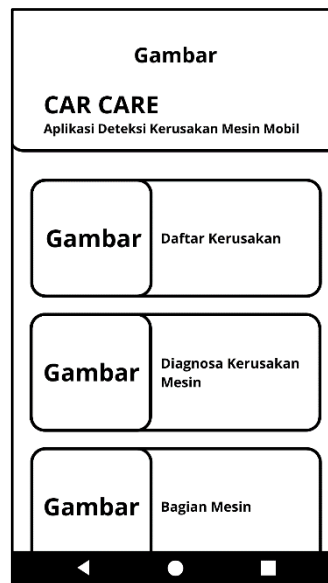 Gambar
CAR CARE
Aplikasi Deteksi Kerusakan Mesin Mobil
Gambar
Daftar Kerusakan
Gambar
Diagnosa Kerusakan
Mesin
Gambar
Bagian Mesin